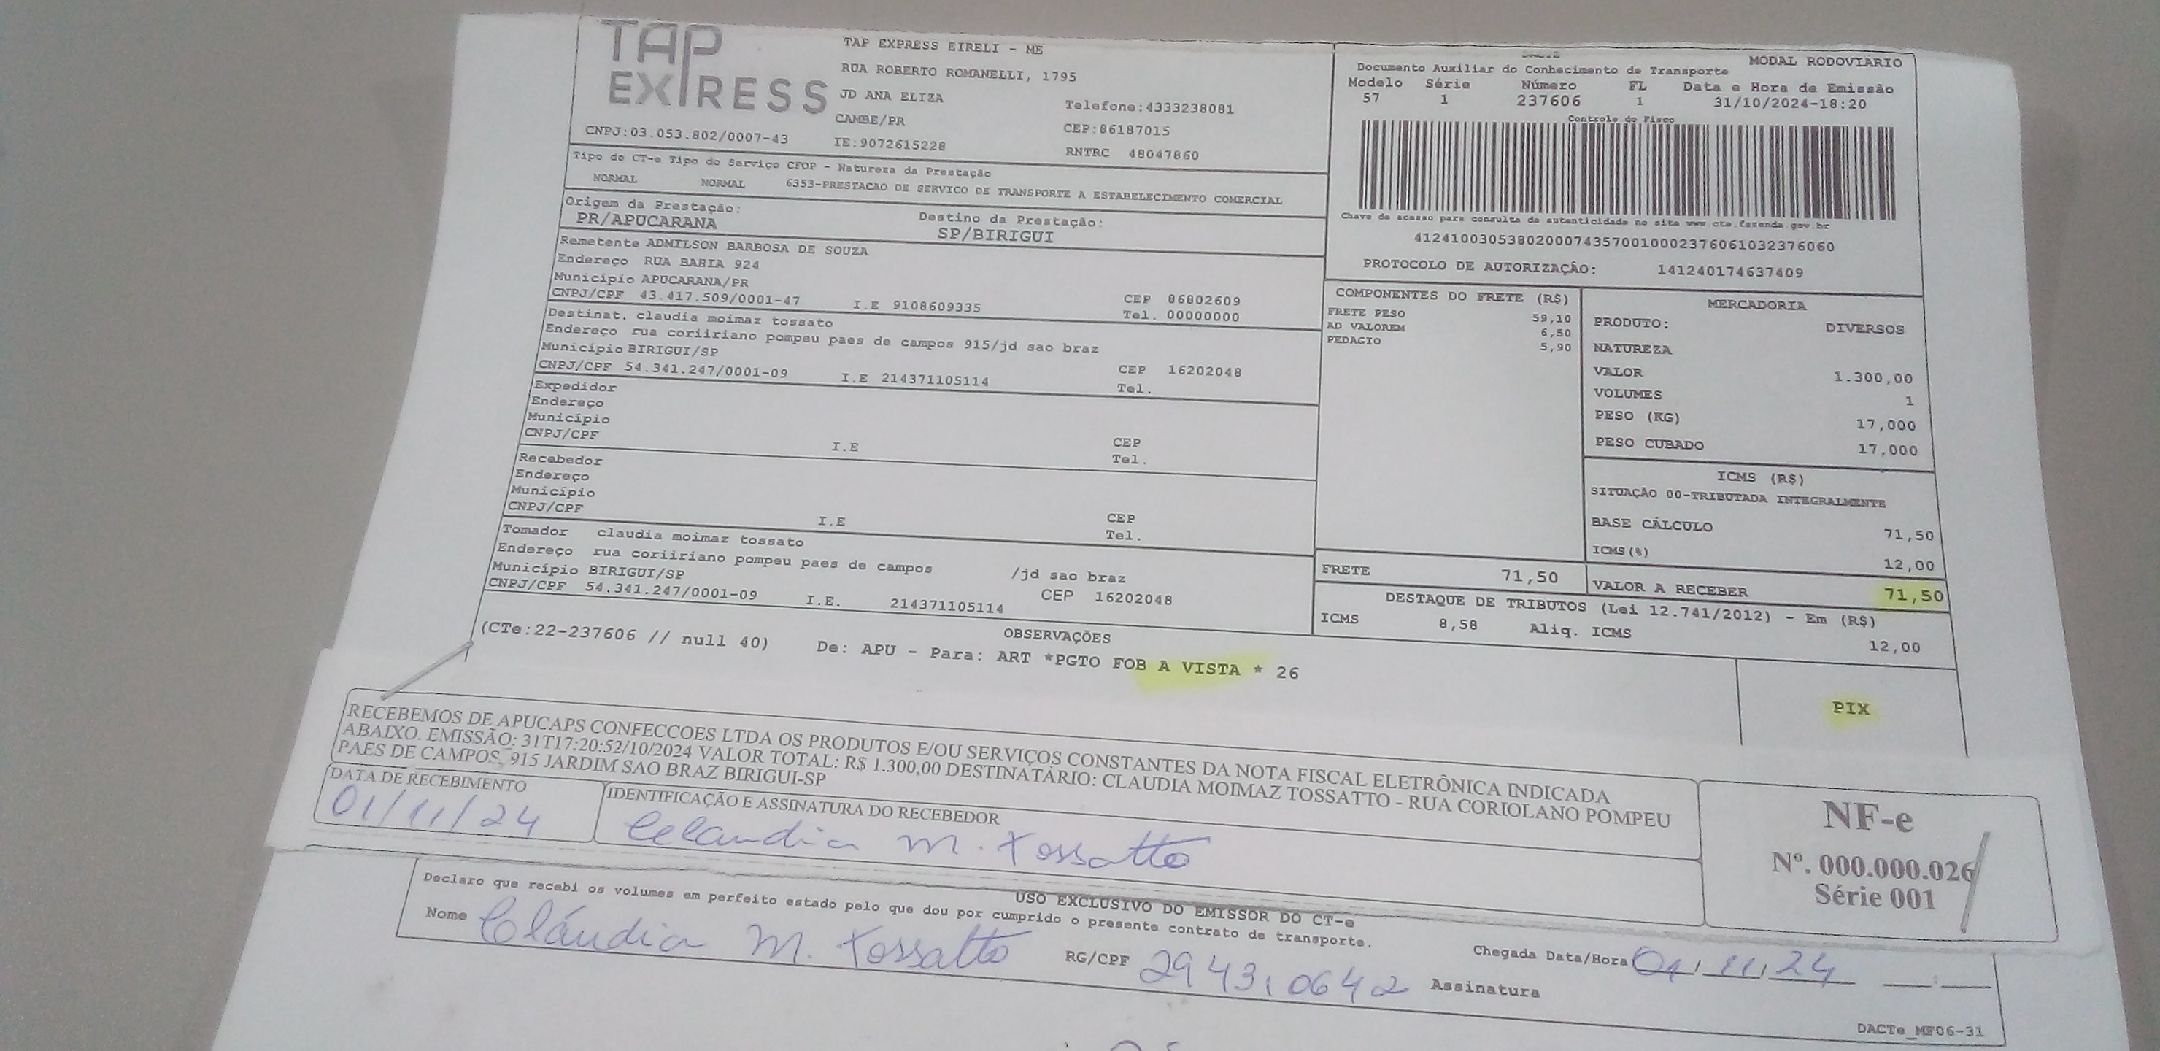 TAP
EXPRESS
TAP EXPRESS EIRELI - ME
RUA ROBERTO ROMANELLI, 1795
JD ANA ELIZA
CAMBE/PR
Telefone:4333238081
CEP:86187015
CNPJ:03.053.802/0007-43 IE:9072615228 RNTRC 48047860
MODAL RODOVIÁRIO
Documento Auxiliar do Conhecimento de Transporte
Modelo Série Número FL Data e Hora de Emissão
57 1 237606 1 31/10/2024-18:20
Controle do Fisco
Chave de acesso para consulta de autenticidade no site www.cte.fazenda.gov.br
41241003053802000743570010002376061032376060
PROTOCOLO DE AUTORIZAÇÃO: 141240174637409
Tipo do CT-e Tipo do Serviço CFOP - Natureza da Prestação
NORMAL NORMAL 6353-PRESTACAO DE SERVICO DE TRANSPORTE A ESTABELECIMENTO COMERCIAL
Origem da Prestação: Destino da Prestação:
PR/APUCARANA SP/BIRIGUI
Remetente ADMILSON BARBOSA DE SOUZA
Endereço RUA BAHIA 924
Município APUCARANA/PR CEP 86802609
CNPJ/CPF 43.417.509/0001-47 I.E 9108609335 Tel. 00000000
Destinat. claudia moimaz tossato
Endereço rua coriiriano pompeu paes de campos 915/jd sao braz
Município BIRIGUI/SP CEP 16202048
CNPJ/CPF 54.341.247/0001-09 I.E 214371105114 Tel.
Expedidor
Endereço
Município CEP
CNPJ/CPF I.E Tel.
Recebedor
Endereço
Município CEP
CNPJ/CPF I.E Tel.
Tomador claudia moimaz tossato
Endereço rua coriiriano pompeu paes de campos /jd sao braz
Município BIRIGUI/SP CEP 16202048
CNPJ/CPF 54.341.247/0001-09 I.E. 214371105114
COMPONENTES DO FRETE (R$)
FRETE PESO 59,10
AD VALOREM 6,50
PEDAGIO 5,90
MERCADORIA
PRODUTO: DIVERSOS
NATUREZA
VALOR 1.300,00
VOLUMES 1
PESO (KG) 17,000
PESO CUBADO 17,000
ICMS (R$)
SITUAÇÃO 00-TRIBUTADA INTEGRALMENTE
BASE CÁLCULO 71,50
ICMS(%) 12,00
FRETE 71,50 VALOR A RECEBER 71,50
DESTAQUE DE TRIBUTOS (Lei 12.741/2012) - Em (R$)
ICMS 8,58 Aliq. ICMS 12,00
OBSERVAÇÕES
(CTe:22-237606 // null 40) De: APU - Para: ART *PGTO FOB A VISTA * 26
PIX
RECEBEMOS DE APUCAPS CONFECCOES LTDA OS PRODUTOS E/OU SERVIÇOS CONSTANTES DA NOTA FISCAL ELETRÔNICA INDICADA
ABAIXO. EMISSÃO: 31T17:20:52/10/2024 VALOR TOTAL: R$ 1.300,00 DESTINATÁRIO: CLAUDIA MOIMAZ TOSSATTO - RUA CORIOLANO POMPEU
PAES DE CAMPOS, 915 JARDIM SAO BRAZ BIRIGUI-SP
DATA DE RECEBIMENTO IDENTIFICAÇÃO E ASSINATURA DO RECEBEDOR
01/11/24 Claudia M. Tossatto
NF-e
Nº. 000.000.026
Série 001
USO EXCLUSIVO DO EMISSOR DO CT-e
Declaro que recebi os volumes em perfeito estado pelo que dou por cumprido o presente contrato de transporte.
Nome Cláudia M. Tossatto RG/CPF 2943,0642 Assinatura Chegada Data/Hora 01/11/24
DACTe_MF06-31